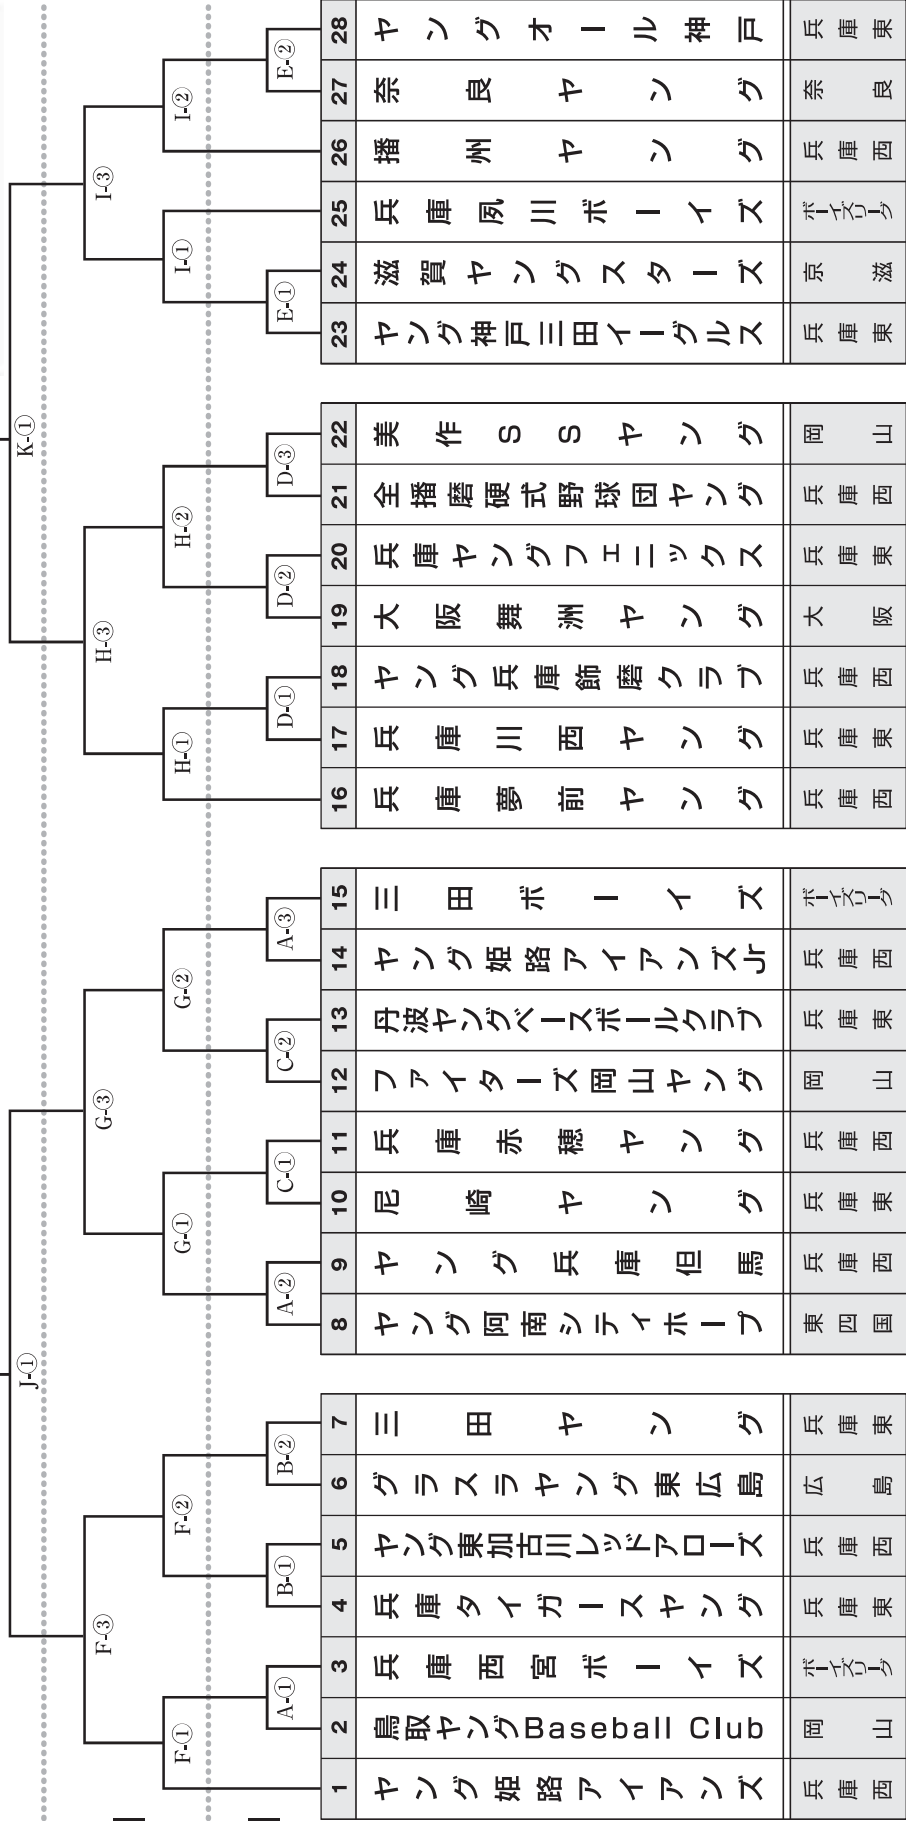 J-①
K-①
F-③
G-③
H-③
I-③
F-①
F-②
G-①
G-②
H-①
H-②
I-①
I-②
A-①
B-①
B-②
A-②
C-①
C-②
A-③
D-①
D-②
D-③
E-①
E-②
1 ヤング姫路アイアンズ 兵庫西
2 鳥取ヤングBaseball Club 岡山
3 兵庫西宮ボーイズ ボーイズリーグ
4 兵庫タイガースヤング 兵庫東
5 ヤング東加古川レッドアローズ 兵庫西
6 グラスラヤング東広島 広島
7 三田ヤング 兵庫東
8 ヤング阿南シティホープ 東四国
9 ヤング兵庫但馬 兵庫西
10 尼崎ヤング 兵庫東
11 兵庫赤穂ヤング 兵庫西
12 ファイターズ岡山ヤング 岡山
13 丹波ヤングベースボールクラブ 兵庫東
14 ヤング姫路アイアンズJr 兵庫西
15 三田ボーイズ ボーイズリーグ
16 兵庫夢前ヤング 兵庫西
17 兵庫川西ヤング 兵庫東
18 ヤング兵庫飾磨クラブ 兵庫西
19 大阪舞洲ヤング 大阪
20 兵庫ヤングフェニックス 兵庫東
21 全播磨硬式野球団ヤング 兵庫西
22 美作SSヤング 岡山
23 ヤング神戸三田イーグルス 兵庫東
24 滋賀ヤングスターズ 京滋
25 兵庫夙川ボーイズ ボーイズリーグ
26 播州ヤング 兵庫西
27 奈良ヤング 奈良
28 ヤングオール神戸 兵庫東